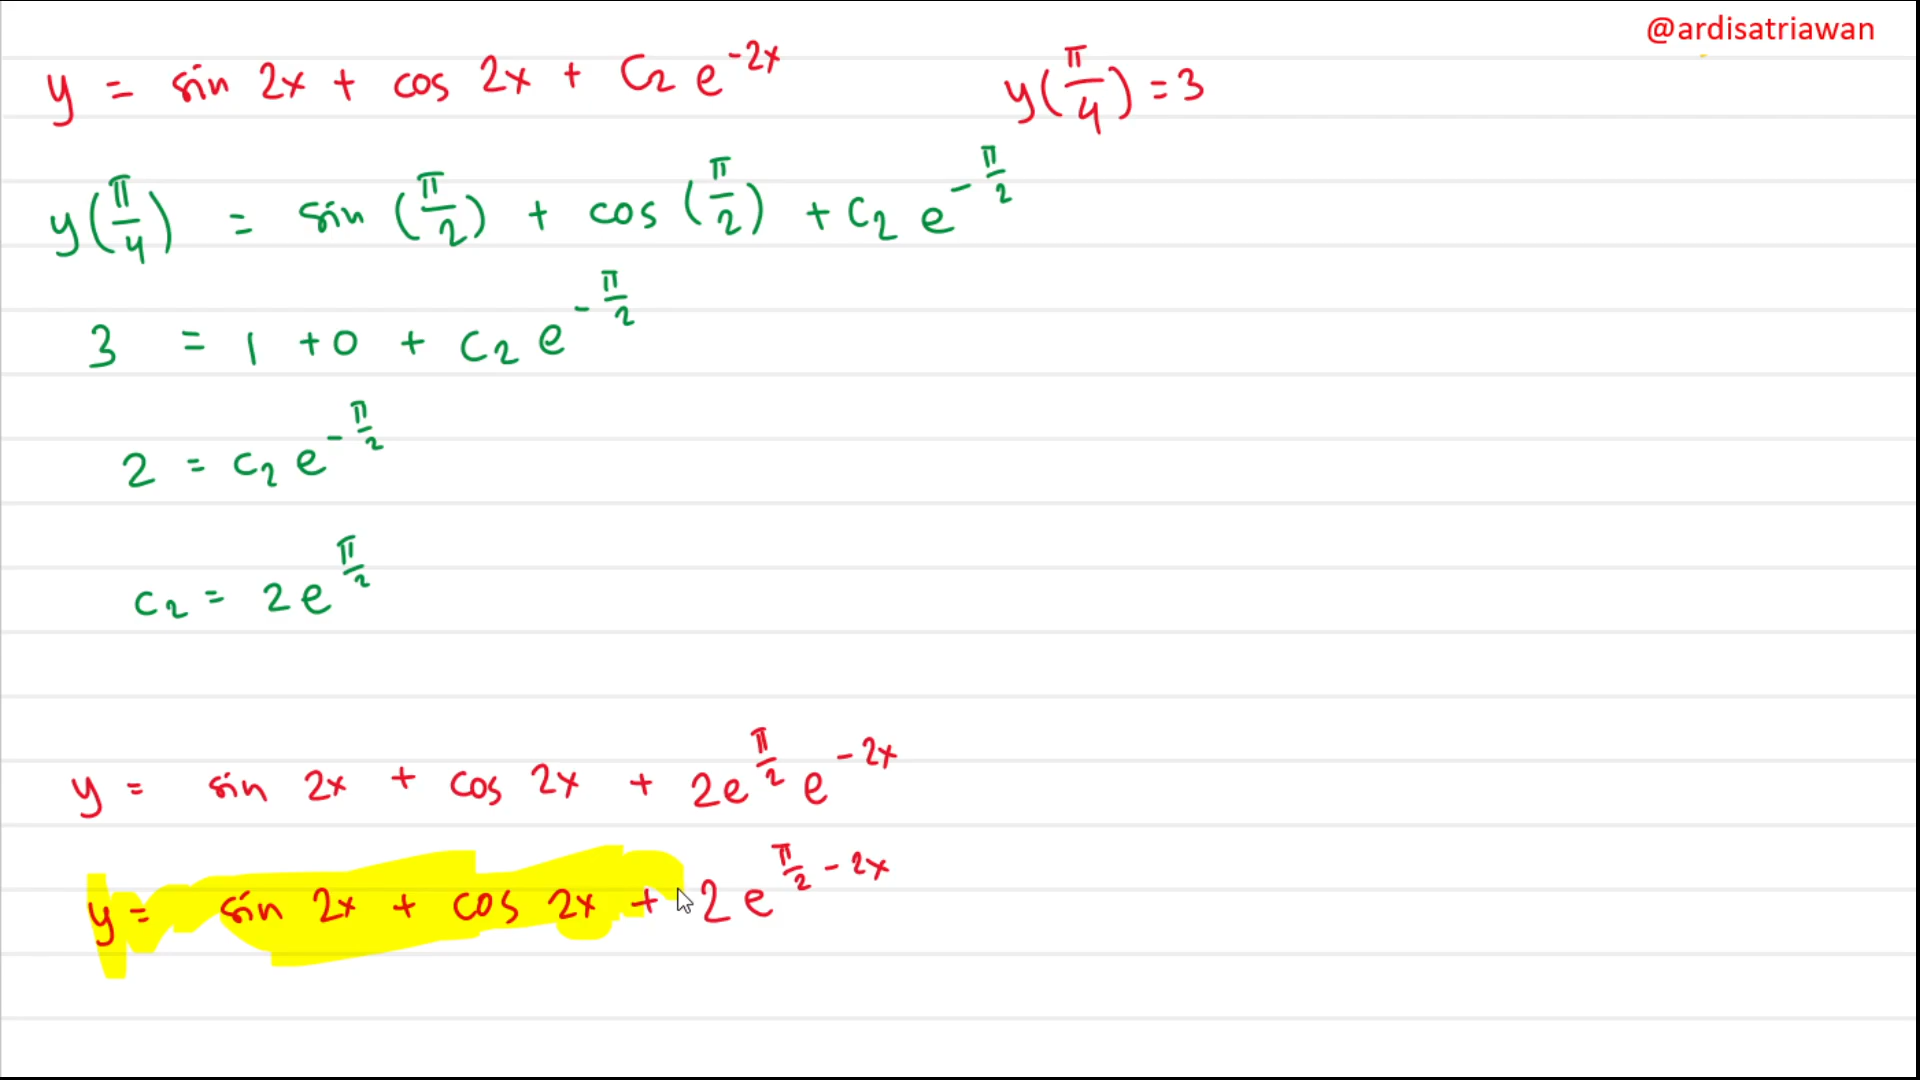 @ardisatriawan
y = sin 2x + cos 2x + C₂ e^(-2x)    y(π/4) = 3
y(π/4) = sin (π/2) + cos (π/2) + C₂ e^(-π/2)
3 = 1 + 0 + C₂ e^(-π/2)
2 = C₂ e^(-π/2)
C₂ = 2e^(π/2)
y = sin 2x + cos 2x + 2e^(π/2) e^(-2x)
y = sin 2x + cos 2x + 2 e^(π/2 - 2x)